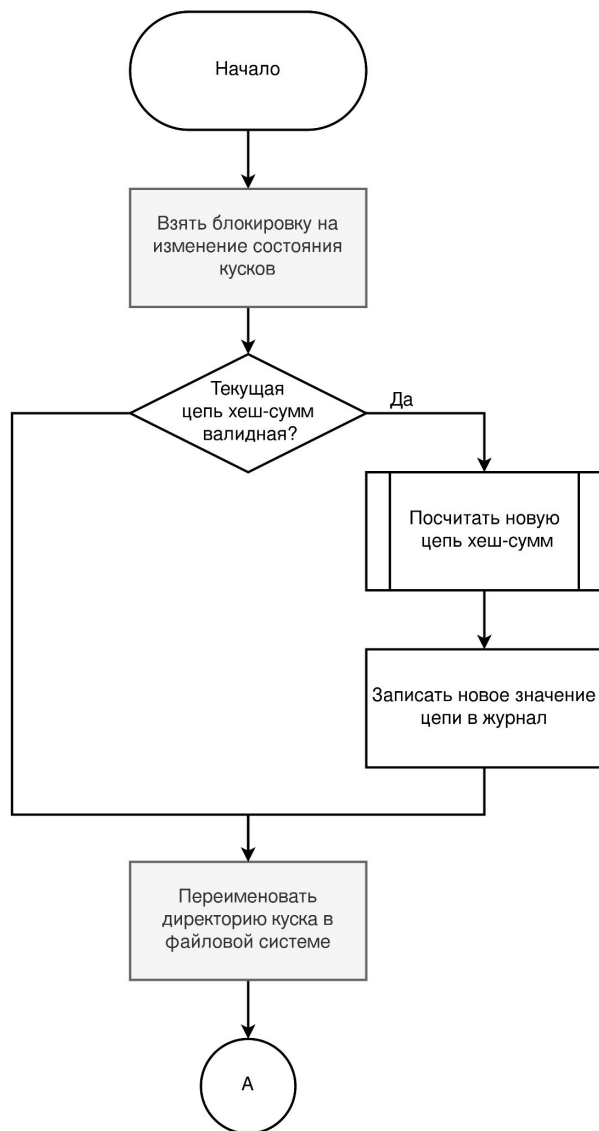 Начало
Взять блокировку на
изменение состояния
кусков
Текущая
цепь хеш-сумм
валидная?
Да
Посчитать новую
цепь хеш-сумм
Записать новое значение
цепи в журнал
Переименовать
директорию куска в
файловой системе
А